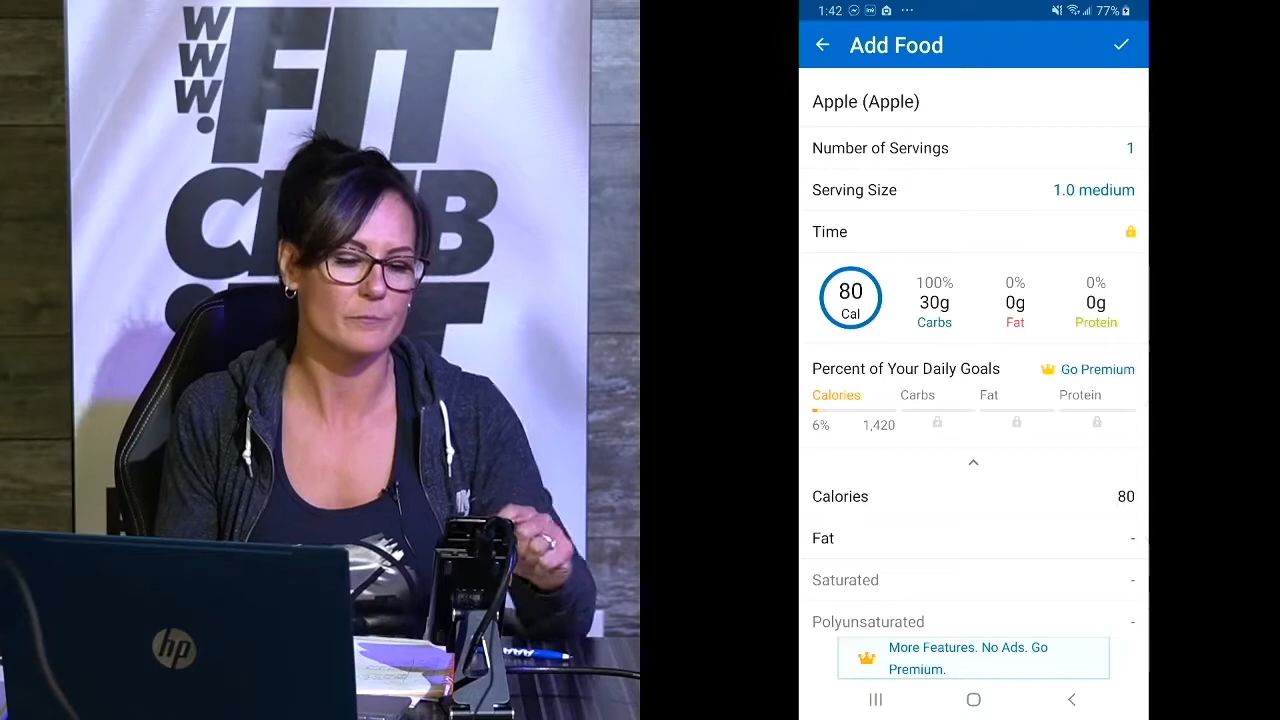 WWW.
FIT
CLUB
hp
1:42
77%
Add Food
Apple (Apple)
Number of Servings 1
Serving Size 1.0 medium
Time
80 100% 0% 0%
Cal 30g 0g 0g
Carbs Fat Protein
Percent of Your Daily Goals Go Premium
Calories Carbs Fat Protein
6% 1,420
Calories 80
Fat -
Saturated -
Polyunsaturated -
More Features. No Ads. Go
Premium.